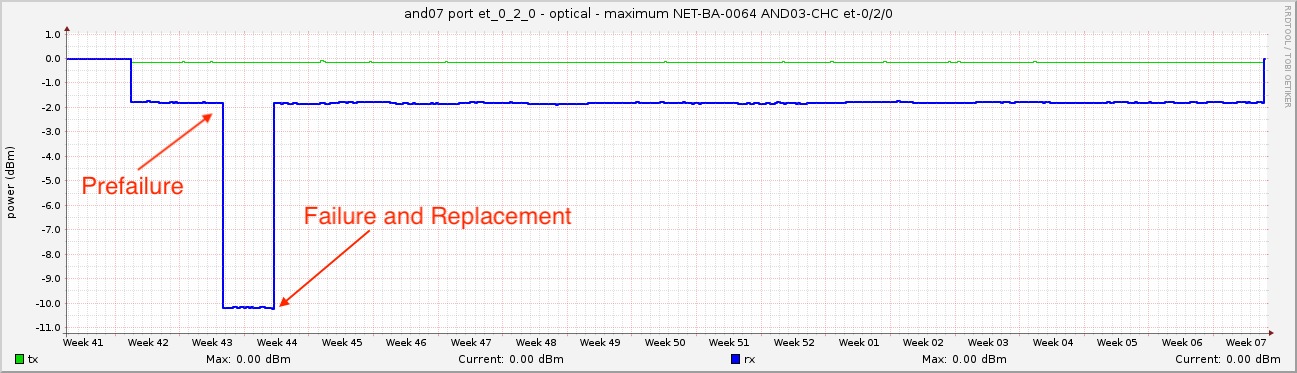 and07 port et_0_2_0 - optical - maximum NET-BA-0064 AND03-CHC et-0/2/0
RRDTOOL / TOBI OETIKER
power (dBm)
1.0
0.0
-1.0
-2.0
-3.0
-4.0
-5.0
-6.0
-7.0
-8.0
-9.0
-10.0
-11.0
Prefailure
Failure and Replacement
Week 41 Week 42 Week 43 Week 44 Week 45 Week 46 Week 47 Week 48 Week 49 Week 50 Week 51 Week 52 Week 01 Week 02 Week 03 Week 04 Week 05 Week 06 Week 07
tx Max: 0.00 dBm Current: 0.00 dBm rx Max: 0.00 dBm Current: 0.00 dBm